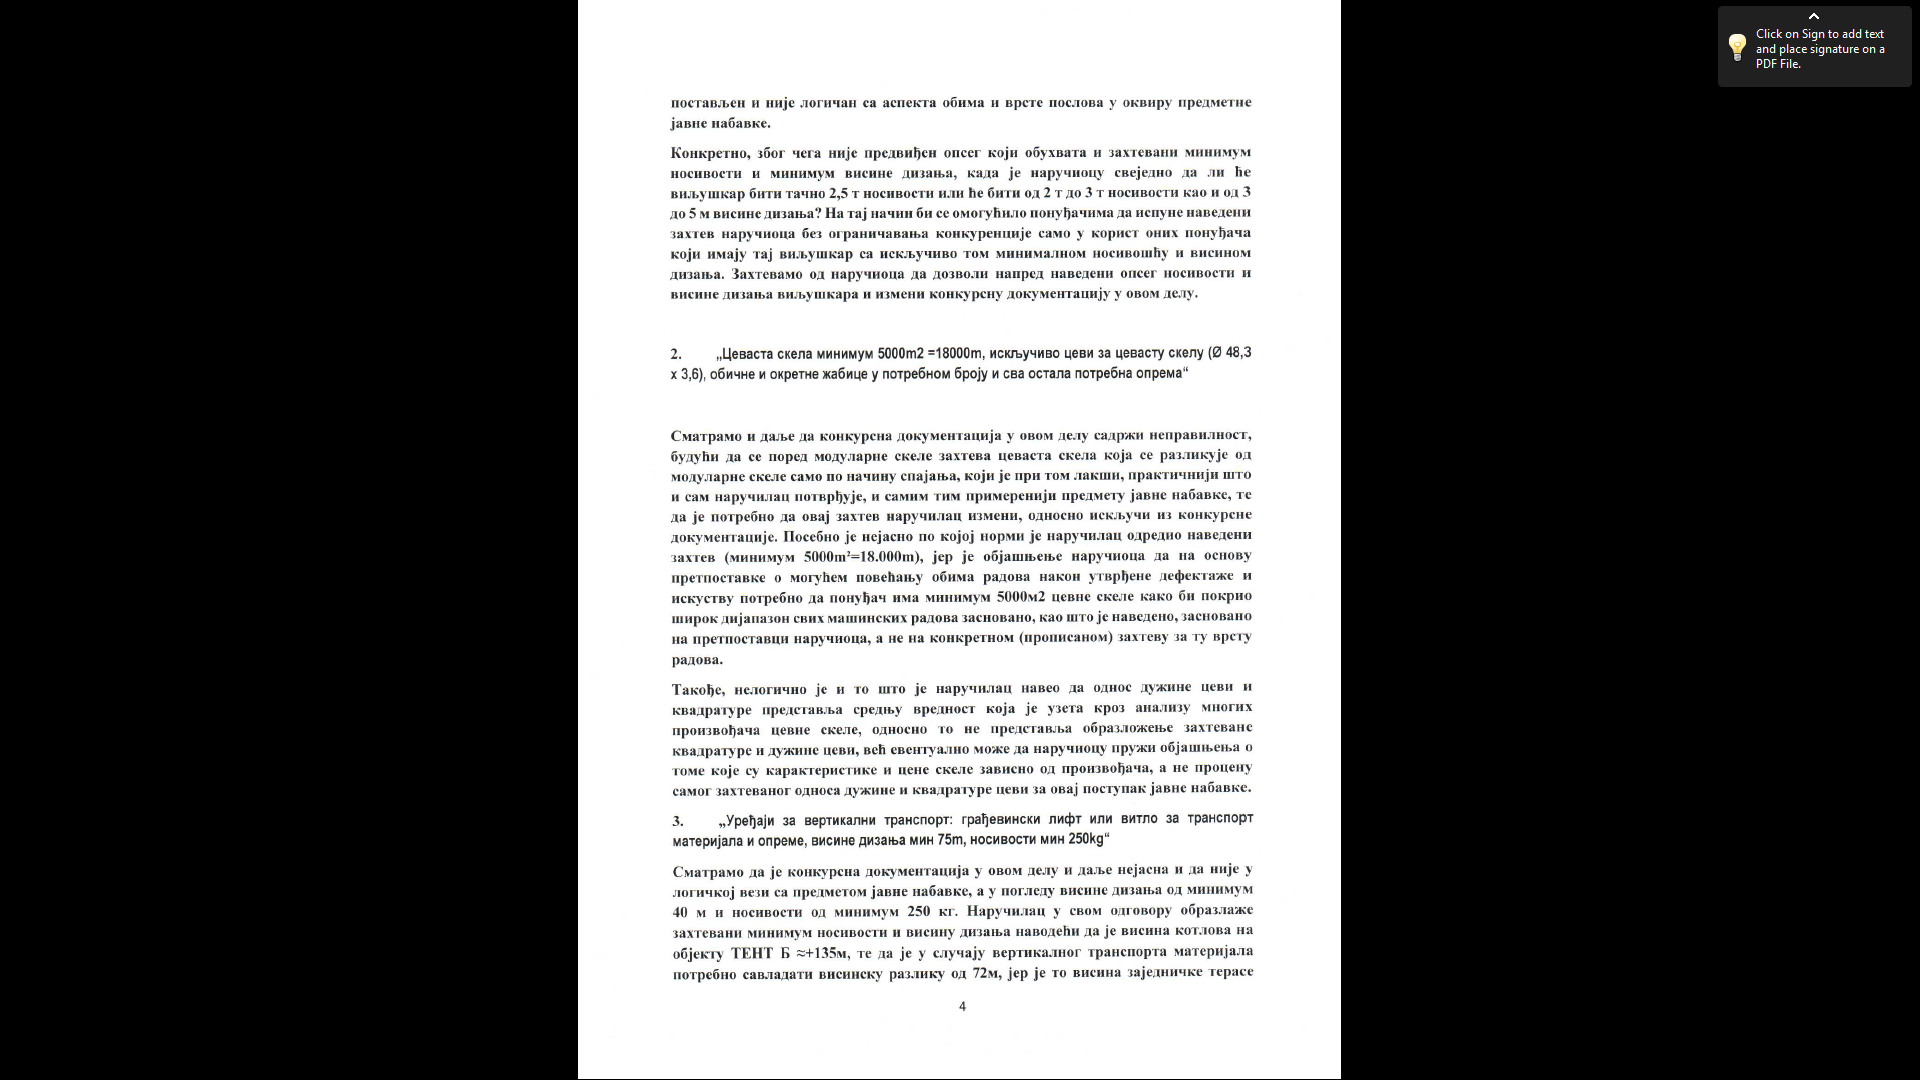 постављен и није логичан са аспекта обима и врсте послова у оквиру предметне
јавне набавке.
Конкретно, због чега није предвиђен опсег који обухвата и захтевани минимум
носивости и минимум висине дизања, када је наручиоцу свеједно да ли ће
виљушкар бити тачно 2,5 т носивости или ће бити од 2 т до 3 т носивости као и од 3
до 5 м висине дизања? На тај начин би се омогућило понуђачима да испуне наведени
захтев наручиоца без ограничавања конкуренције само у корист оних понуђача
који имају тај виљушкар са искључиво том минималном носивошћу и висином
дизања. Захтевамо од наручиоца да дозволи напред наведени опсег носивости и
висине дизања виљушкара и измени конкурсну документацију у овом делу.
2. „Цеваста скела минимум 5000m2 =18000m, искључиво цеви за цевасту скелу (Ø 48,3
x 3,6), обичне и окретне жабице у потребном броју и сва остала потребна опрема“
Сматрамо и даље да конкурсна документација у овом делу садржи неправилност,
будући да се поред модуларне скеле захтева цеваста скела која се разликује од
модуларне скеле само по начину спајања, који је при том лакши, практичнији што
и сам наручилац потврђује, и самим тим примеренији предмету јавне набавке, те
да је потребно да овај захтев наручилац измени, односно искључи из конкурсне
документације. Посебно је нејасно по којој норми је наручилац одредио наведени
захтев (минимум 5000m²=18.000m), јер је објашњење наручиоца да на основу
претпоставке о могућем повећању обима радова након утврђене дефектаже и
искуству потребно да понуђач има минимум 5000м2 цевне скеле како би покрио
широк дијапазон свих машинских радова засновано, као што је наведено, засновано
на претпоставци наручиоца, а не на конкретном (прописаном) захтеву за ту врсту
радова.
Такође, нелогично је и то што је наручилац навео да однос дужине цеви и
квадратуре представља средњу вредност која је узета кроз анализу многих
произвођача цевне скеле, односно то не представља образложење захтеване
квадратуре и дужине цеви, већ евентуално може да наручиоцу пружи објашњења о
томе које су карактеристике и цене скеле зависно од произвођача, а не процену
самог захтеваног односа дужине и квадратуре цеви за овај поступак јавне набавке.
3. „Уређаји за вертикални транспорт: грађевински лифт или витло за транспорт
материјала и опреме, висине дизања мин 75m, носивости мин 250kg“
Сматрамо да је конкурсна документација у овом делу и даље нејасна и да није у
логичкој вези са предметом јавне набавке, а у погледу висине дизања од минимум
40 м и носивости од минимум 250 кг. Наручилац у свом одговору образлаже
захтевани минимум носивости и висину дизања наводећи да је висина котлова на
објекту ТЕНТ Б ≈+135м, те да је у случају вертикалног транспорта материјала
потребно савладати висинску разлику од 72м, јер је то висина заједничке терасе
4
Click on Sign to add text
and place signature on a
PDF File.